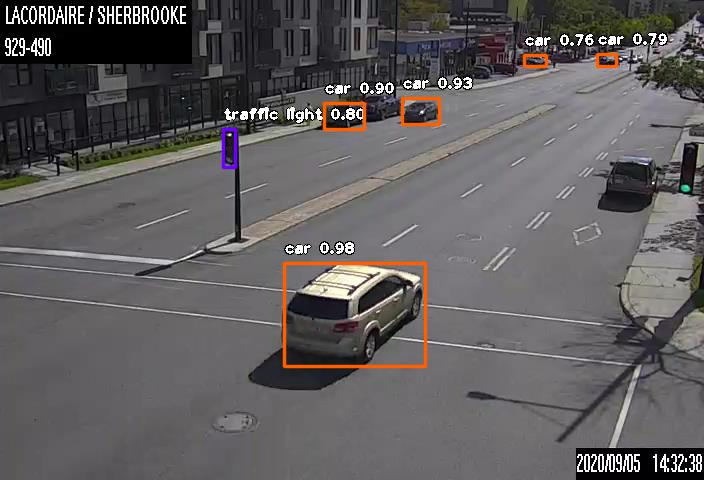 LACORDAIRE / SHERBROOKE
929-490
car 0.76
car 0.79
car 0.90
car 0.93
traffic light 0.80
car 0.98
2020/09/05 14:32:38